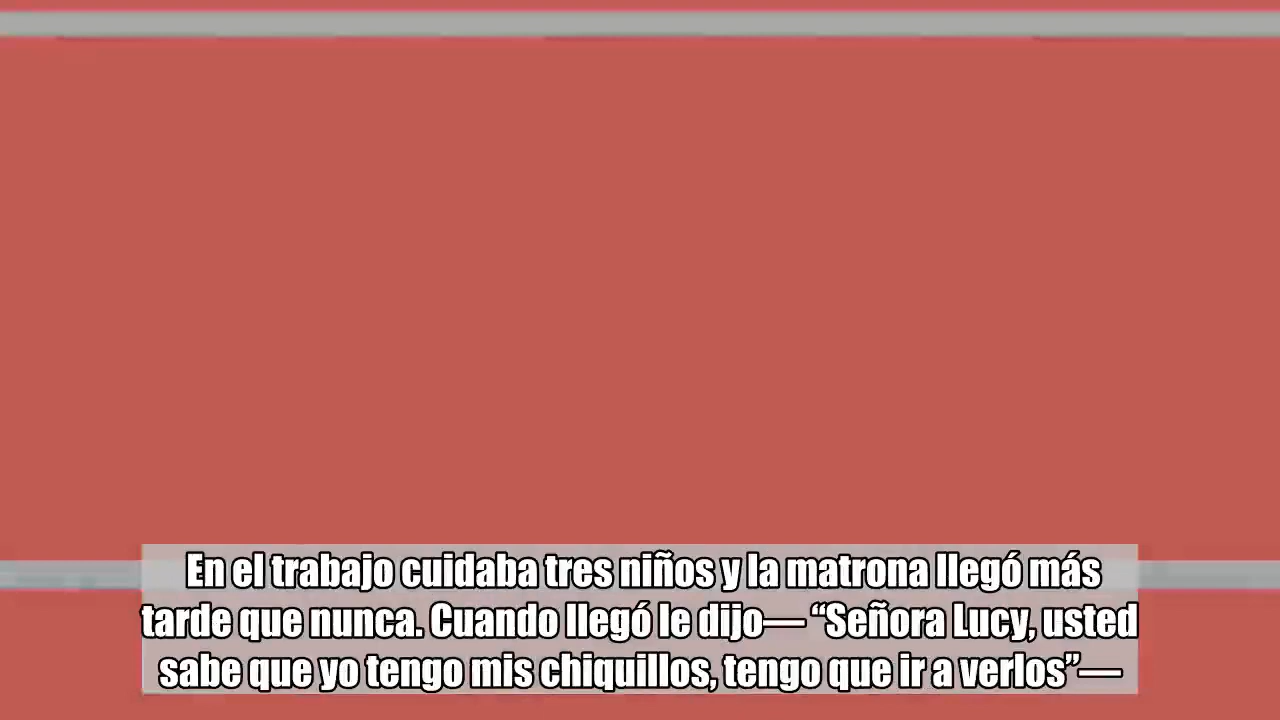 En el trabajo cuidaba tres niños y la matrona llegó más
tarde que nunca. Cuando llegó le dijo— “Señora Lucy, usted
sabe que yo tengo mis chiquillos, tengo que ir a verlos”—